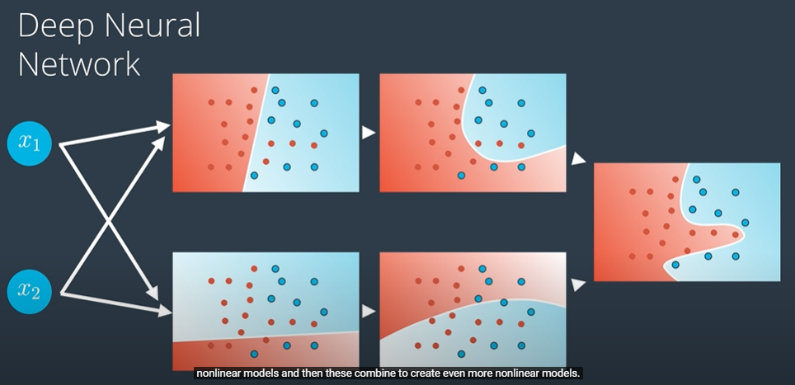 Deep Neural
Network
x₁
x₂
nonlinear models and then these combine to create even more nonlinear models.